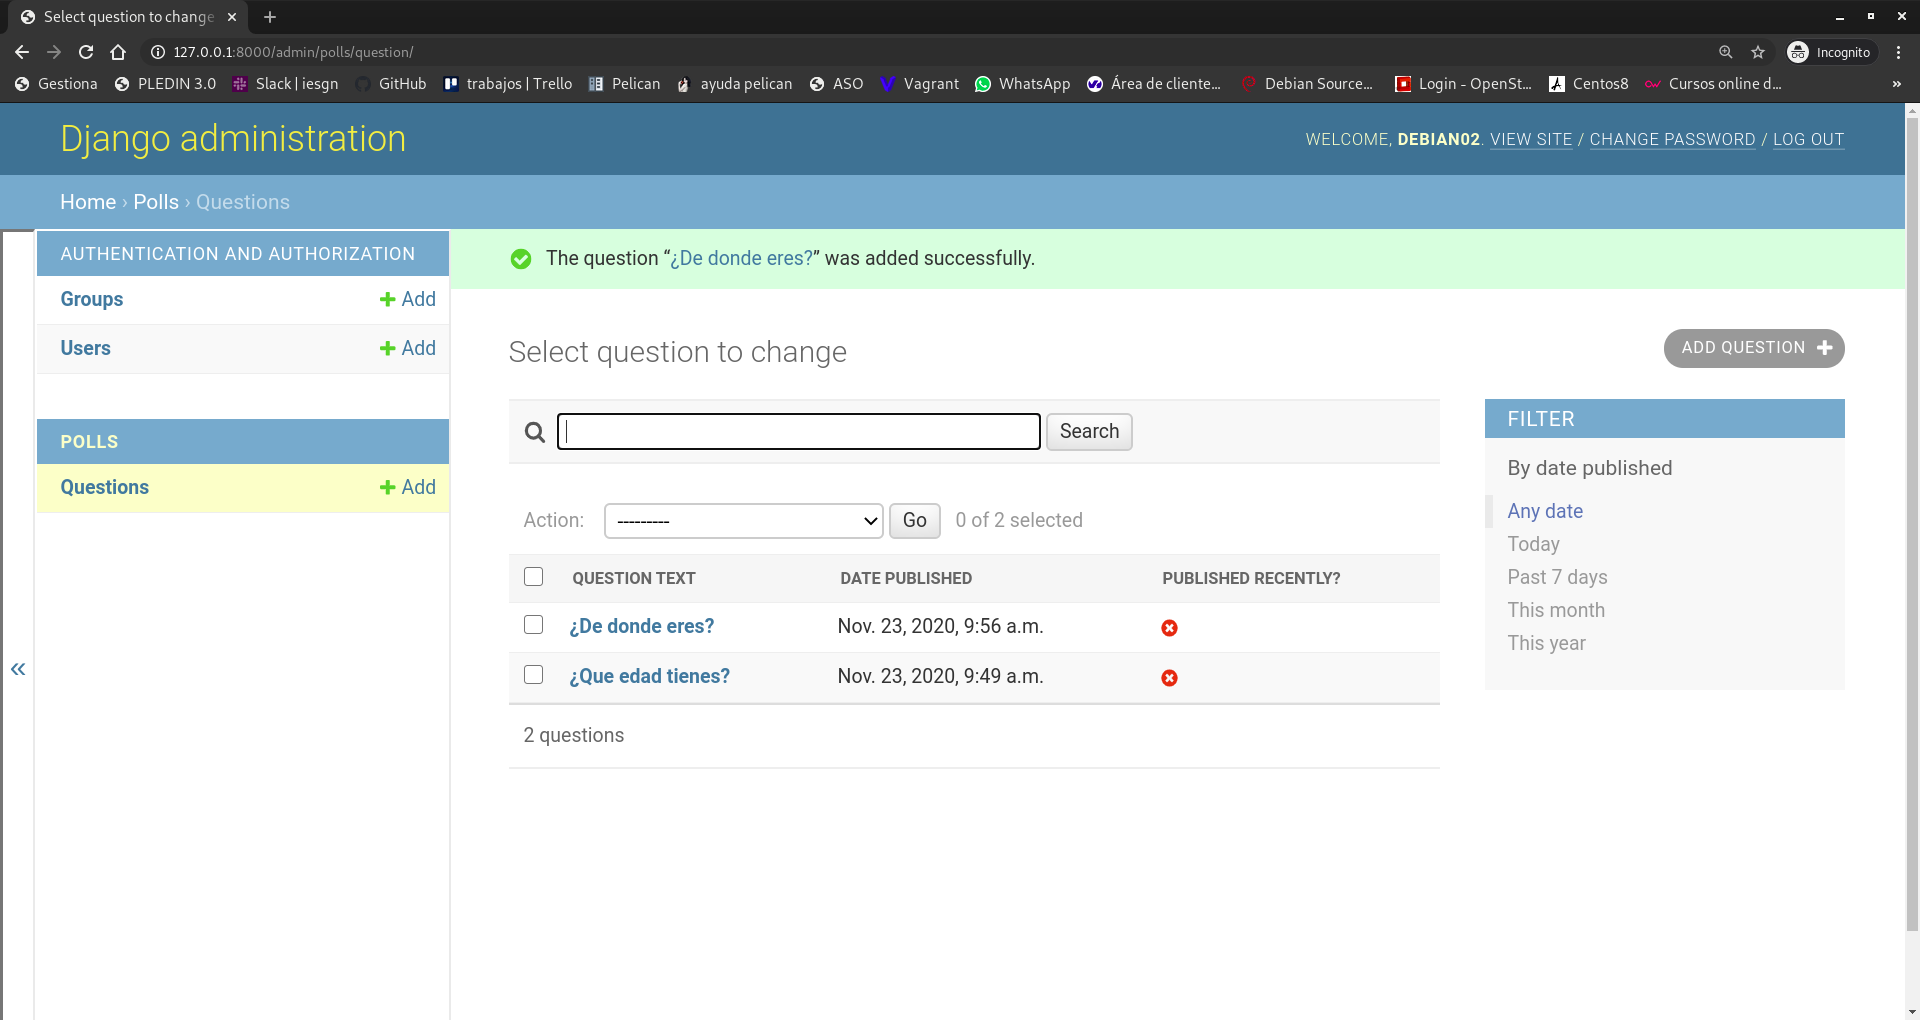 Select question to change
127.0.0.1:8000/admin/polls/question/
Incognito
Gestiona PLEDIN 3.0 Slack | iesgn GitHub trabajos | Trello Pelican ayuda pelican ASO Vagrant WhatsApp Área de cliente... Debian Source... Login - OpenSt... Centos8 Cursos online d... »
Django administration
WELCOME, DEBIAN02. VIEW SITE / CHANGE PASSWORD / LOG OUT
Home › Polls › Questions
AUTHENTICATION AND AUTHORIZATION
Groups Add
Users Add
POLLS
Questions Add
«
The question “¿De donde eres?” was added successfully.
Select question to change
ADD QUESTION
Search
Action: --------- Go 0 of 2 selected
QUESTION TEXT DATE PUBLISHED PUBLISHED RECENTLY?
¿De donde eres? Nov. 23, 2020, 9:56 a.m.
¿Que edad tienes? Nov. 23, 2020, 9:49 a.m.
2 questions
FILTER
By date published
Any date
Today
Past 7 days
This month
This year